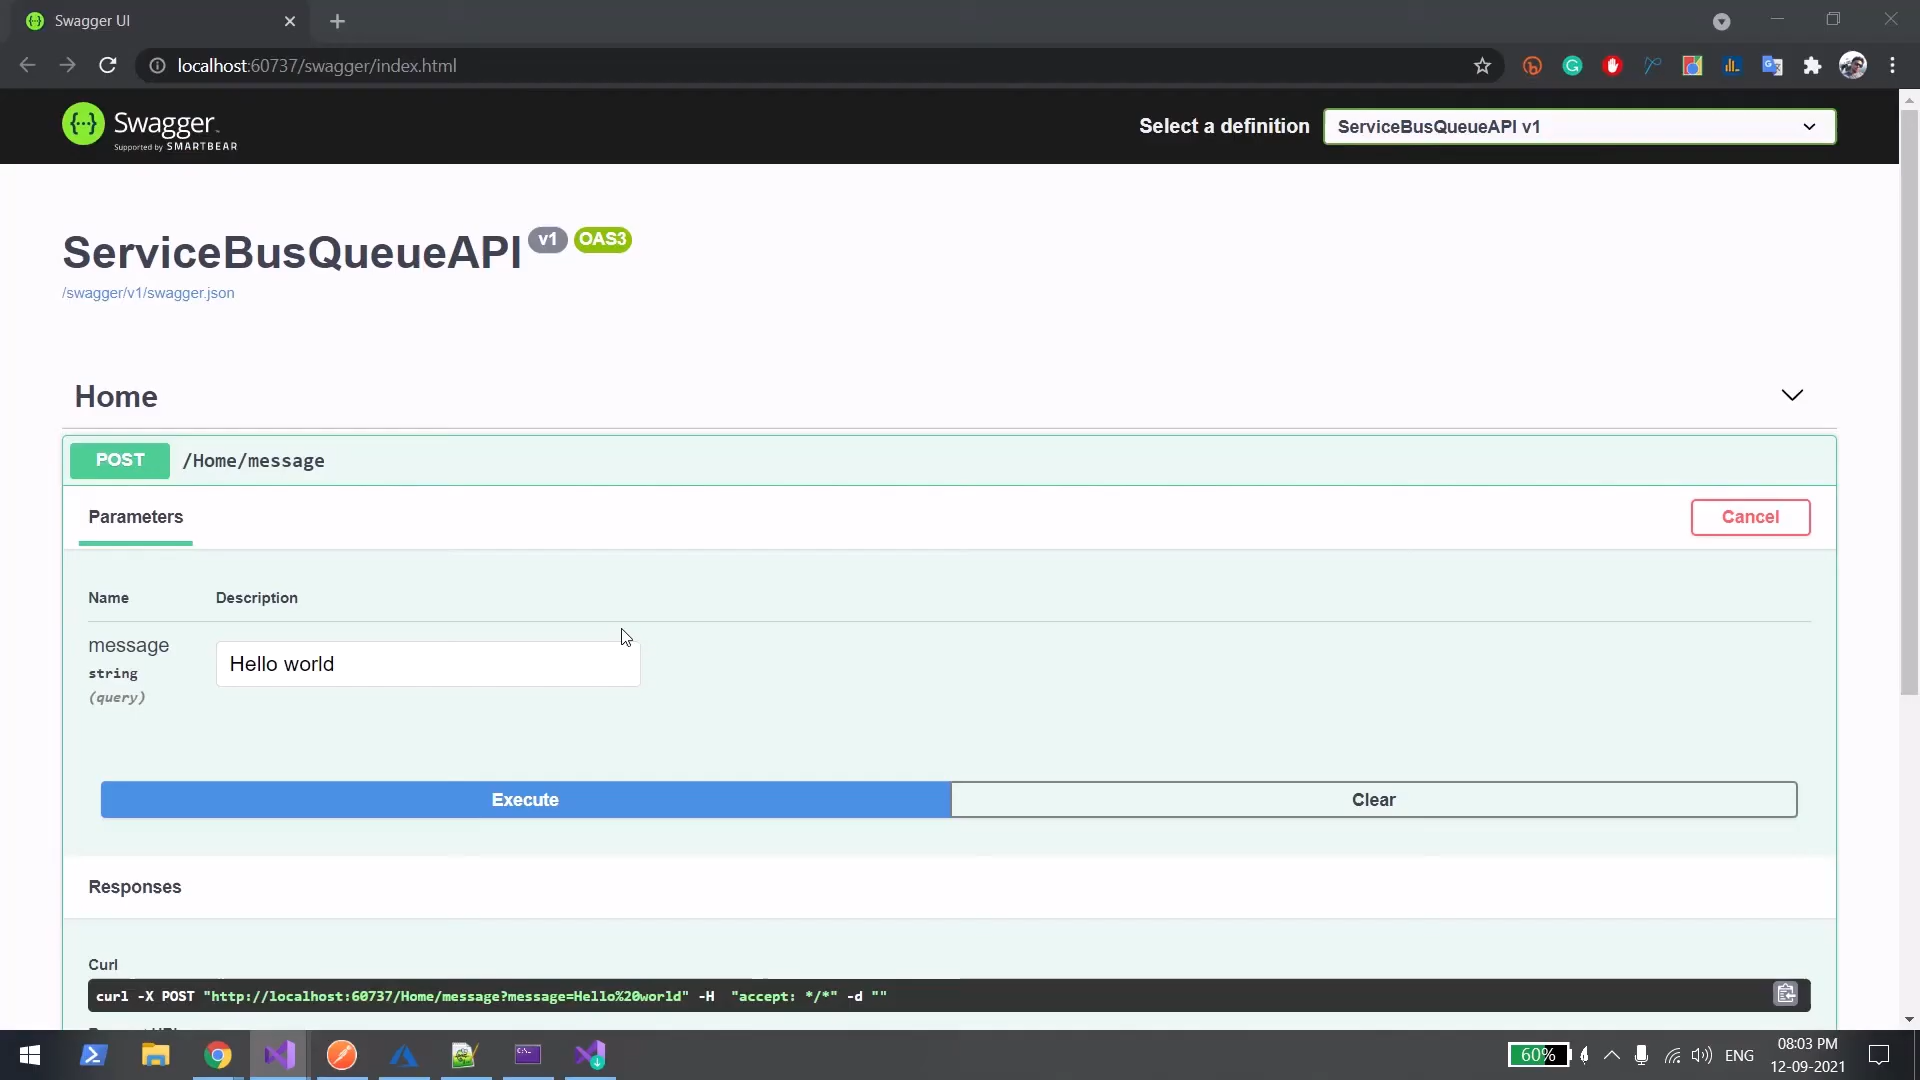 Swagger UI
localhost:60737/swagger/index.html
Swagger
Supported by SMARTBEAR
Select a definition
ServiceBusQueueAPI v1
ServiceBusQueueAPI v1 OAS3
/swagger/v1/swagger.json
Home
POST /Home/message
Parameters
Cancel
Name Description
message
string
(query)
Hello world
Execute
Clear
Responses
Curl
curl -X POST "http://localhost:60737/Home/message?message=Hello%20world" -H  "accept: */*" -d ""
60%
ENG
08:03 PM
12-09-2021